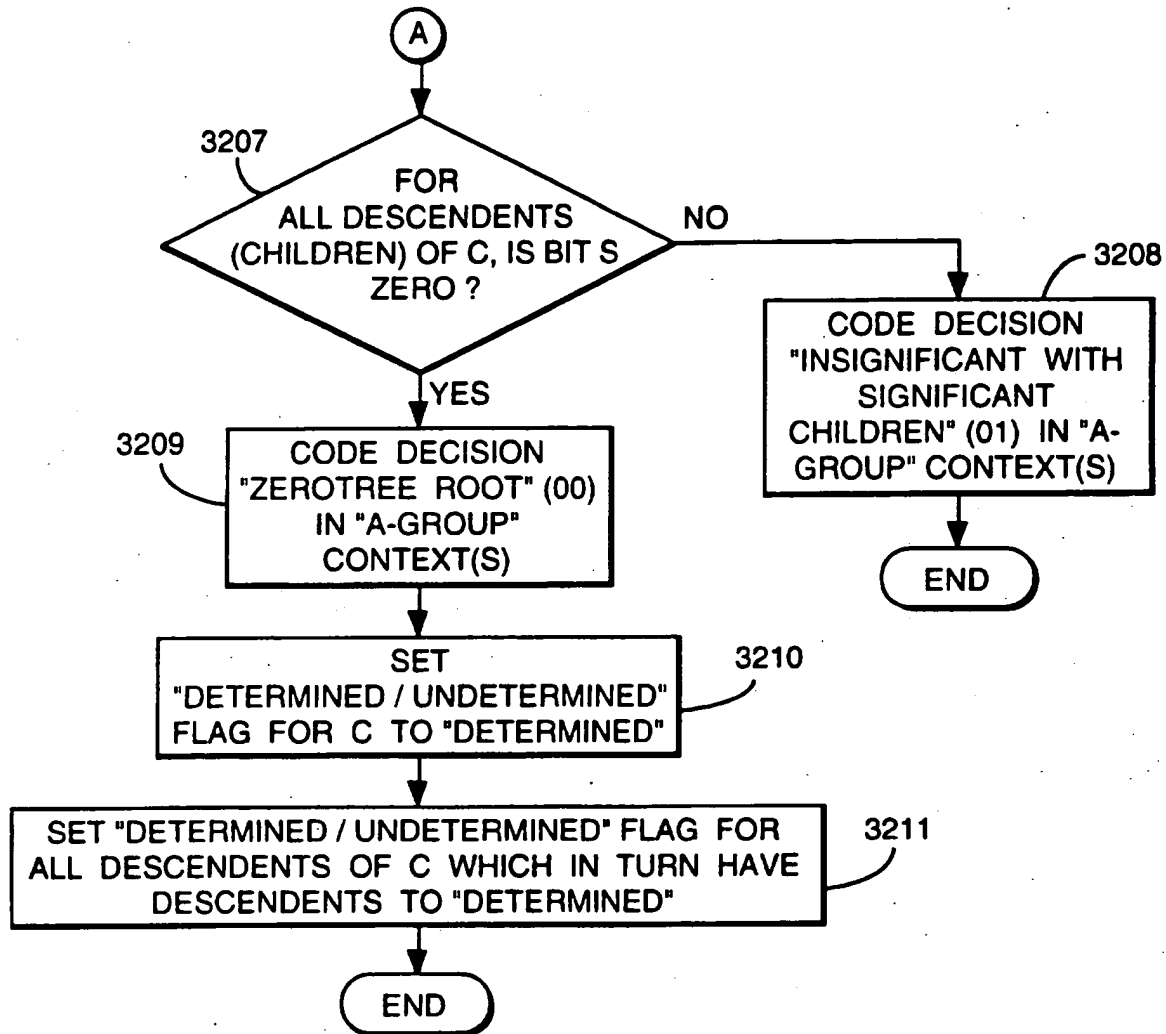 A
3207
FOR
ALL DESCENDENTS
(CHILDREN) OF C, IS BIT S
ZERO ?
NO
YES
3208
CODE DECISION
"INSIGNIFICANT WITH
SIGNIFICANT
CHILDREN" (01) IN "A-
GROUP" CONTEXT(S)
END
3209
CODE DECISION
"ZEROTREE ROOT" (00)
IN "A-GROUP"
CONTEXT(S)
3210
SET
"DETERMINED / UNDETERMINED"
FLAG FOR C TO "DETERMINED"
3211
SET "DETERMINED / UNDETERMINED" FLAG FOR
ALL DESCENDENTS OF C WHICH IN TURN HAVE
DESCENDENTS TO "DETERMINED"
END